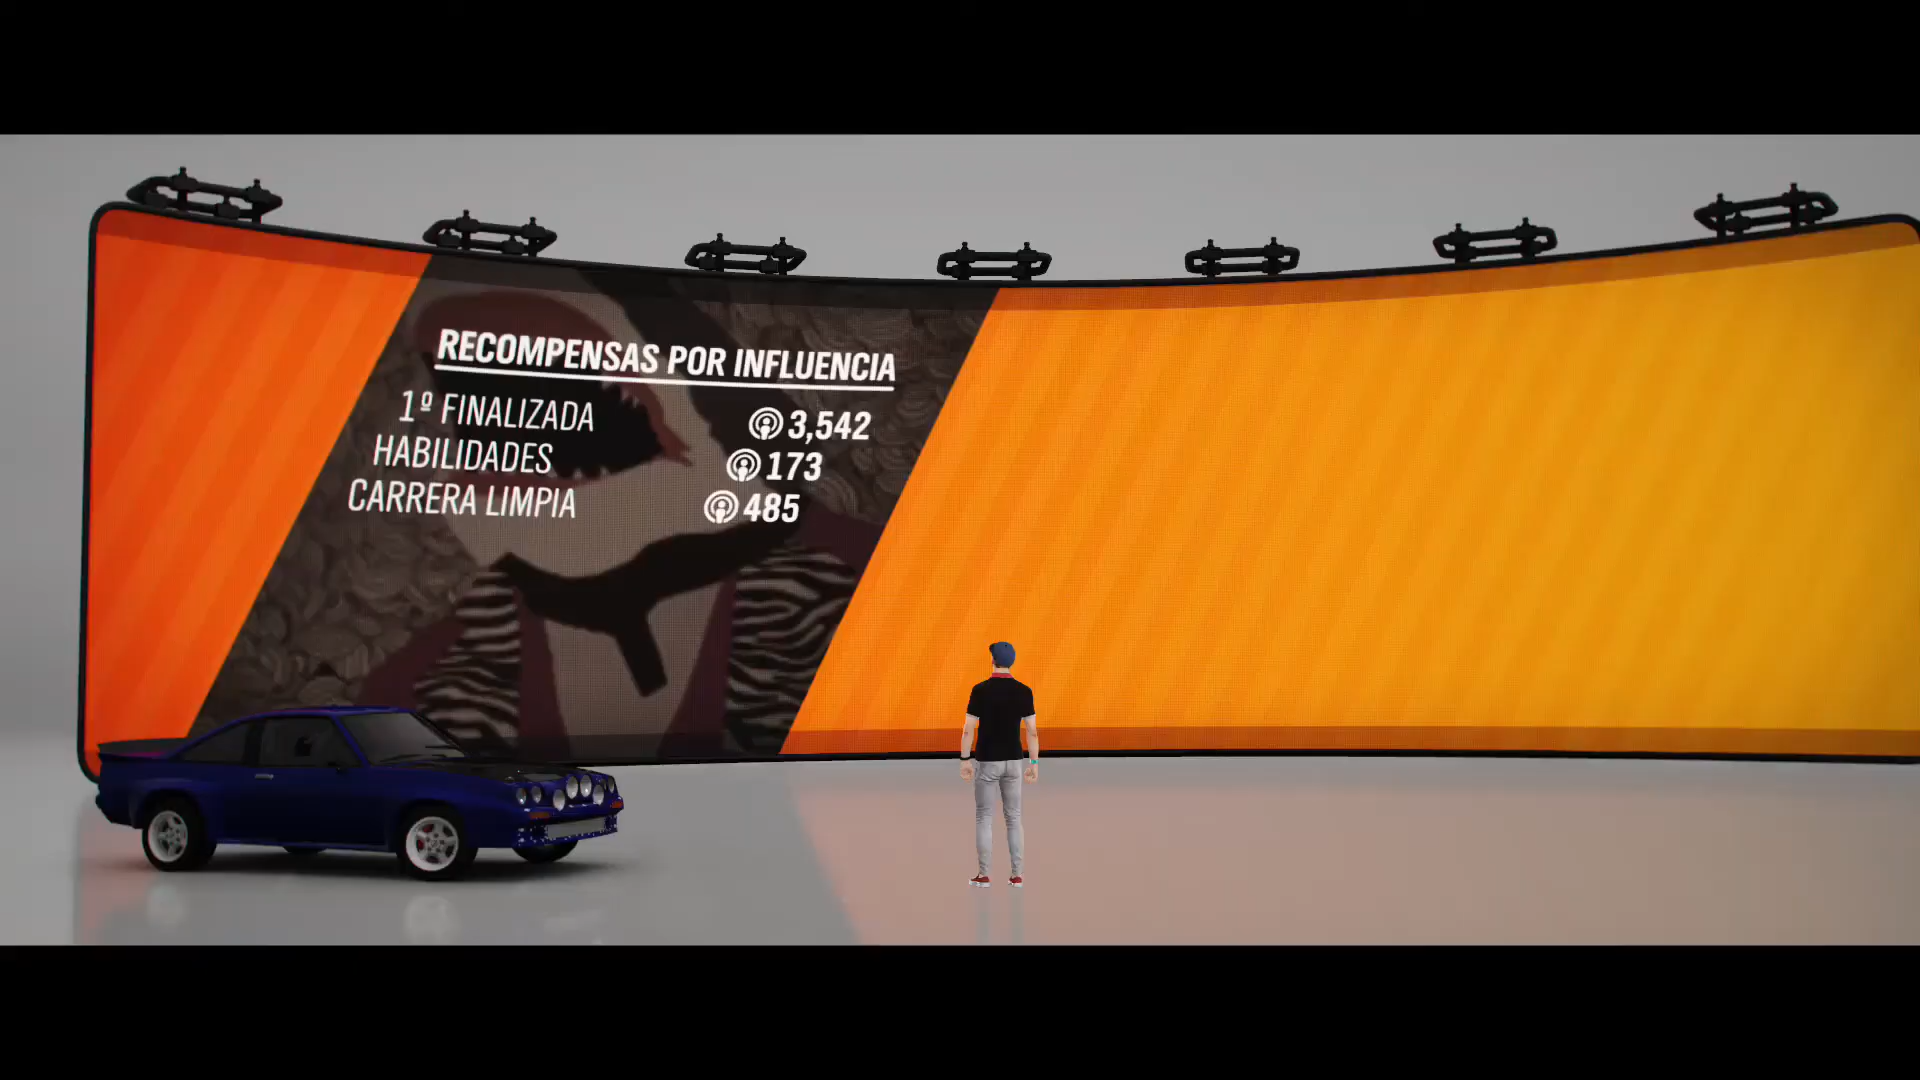 RECOMPENSAS POR INFLUENCIA
1º FINALIZADA 3,542
HABILIDADES 173
CARRERA LIMPIA 485